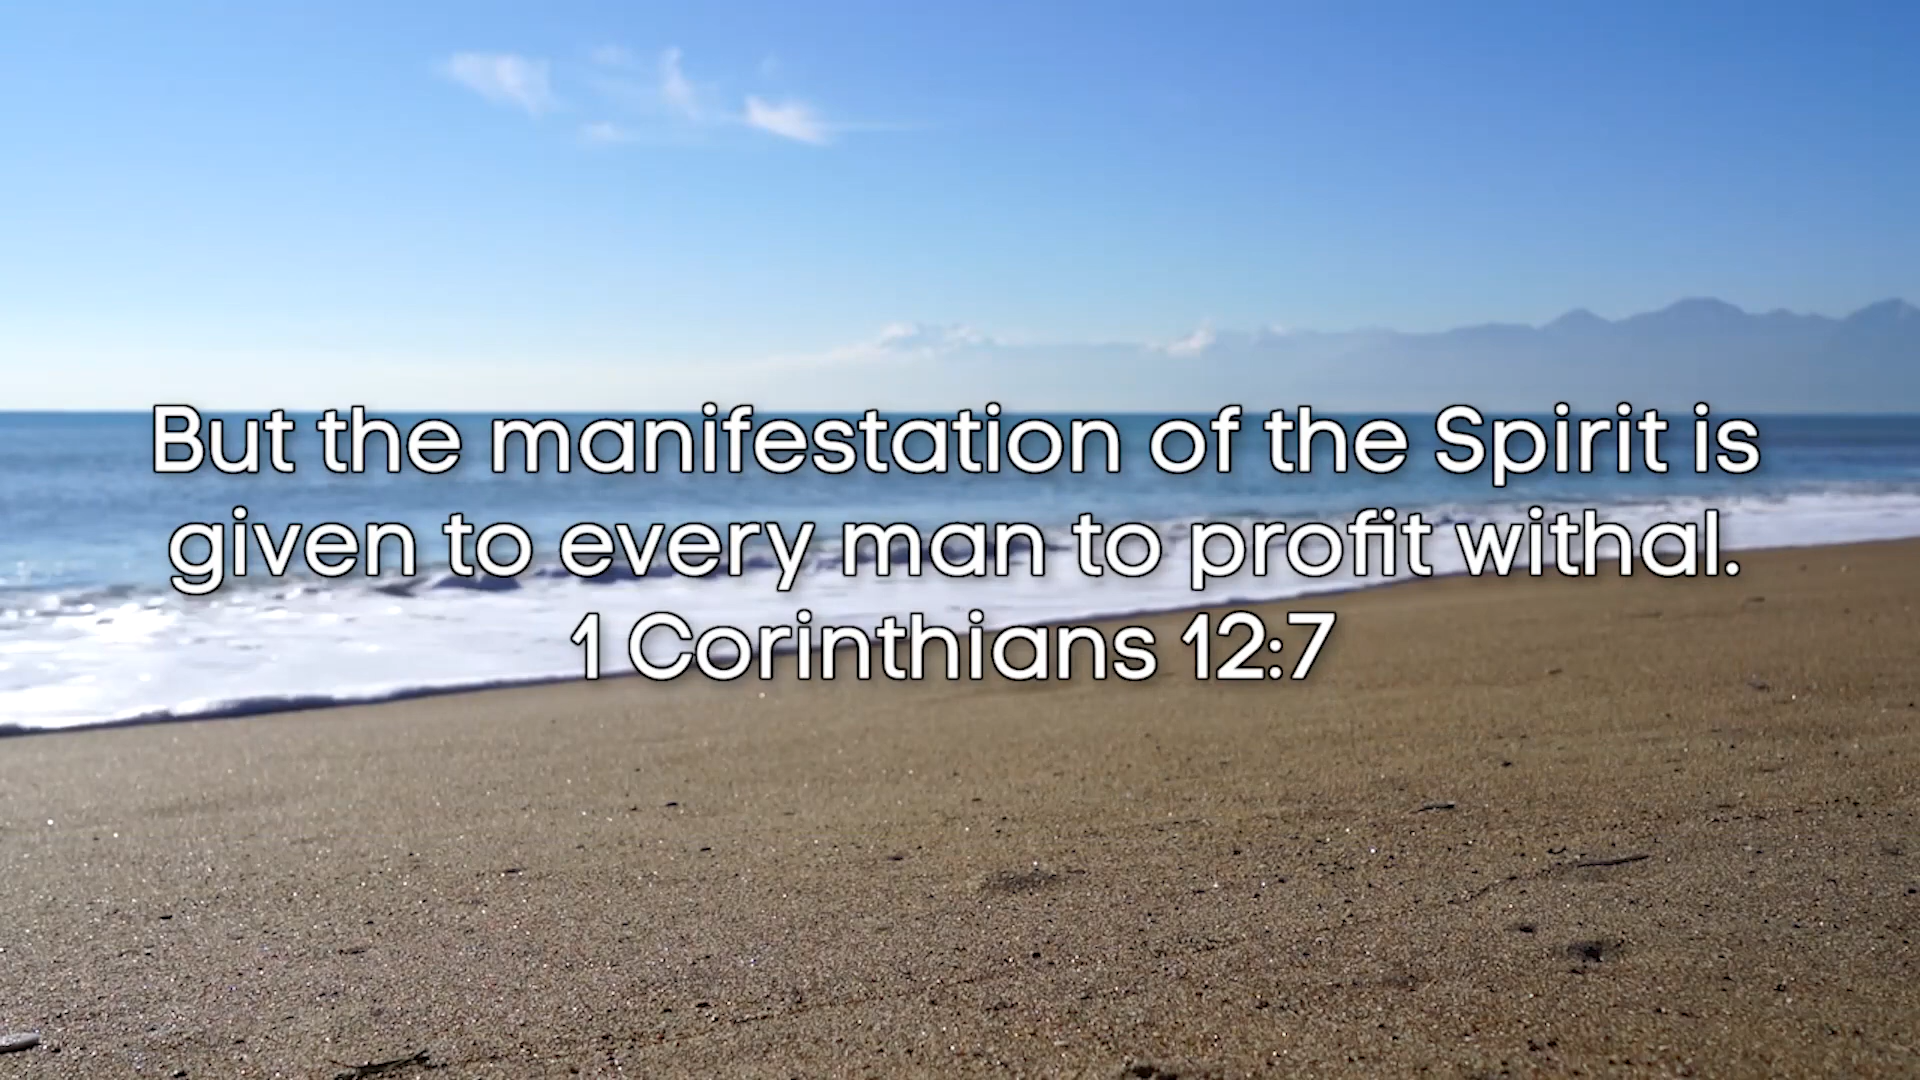 But the manifestation of the Spirit is
given to every man to profit withal.
1 Corinthians 12:7